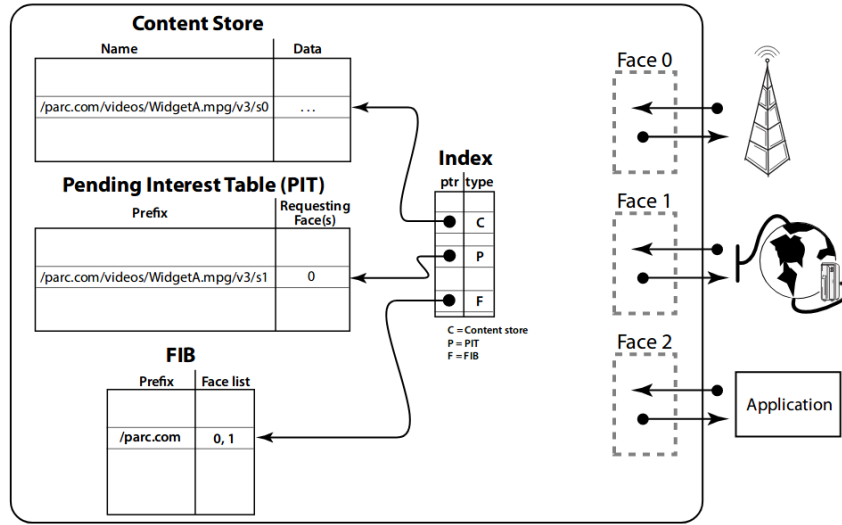 Content Store
Name Data
/parc.com/videos/WidgetA.mpg/v3/s0 ...
Pending Interest Table (PIT)
Prefix Requesting
Face(s)
/parc.com/videos/WidgetA.mpg/v3/s1 0
FIB
Prefix Face list
/parc.com 0, 1
Index
ptr type
C
P
F
C = Content store
P = PIT
F = FIB
Face 0
Face 1
Face 2
Application